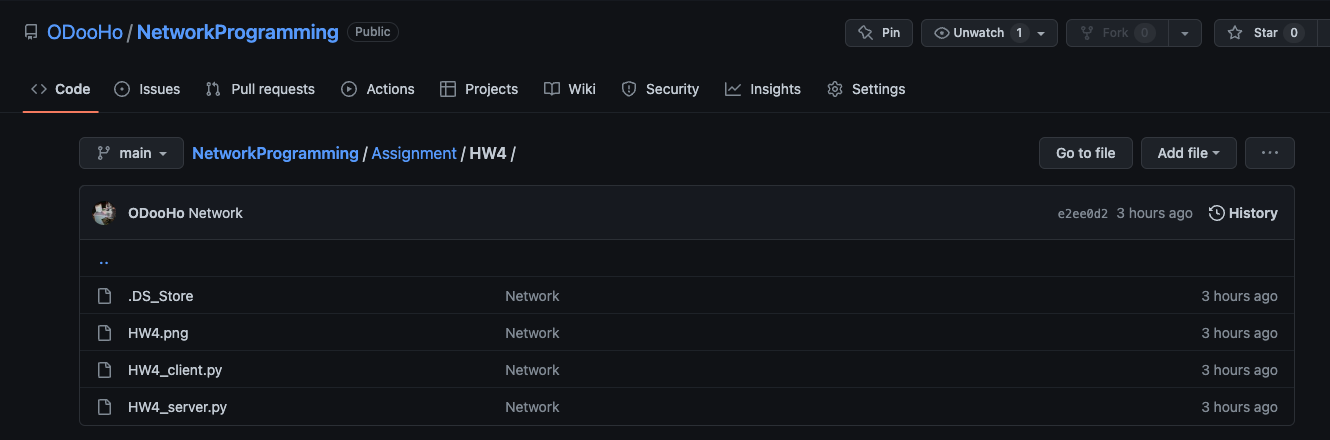 ODooHo / NetworkProgramming Public Pin Unwatch 1 Fork 0 Star 0
Code Issues Pull requests Actions Projects Wiki Security Insights Settings
main NetworkProgramming / Assignment / HW4 / Go to file Add file ...
ODooHo Network e2ee0d2 3 hours ago History
..
.DS_Store Network 3 hours ago
HW4.png Network 3 hours ago
HW4_client.py Network 3 hours ago
HW4_server.py Network 3 hours ago